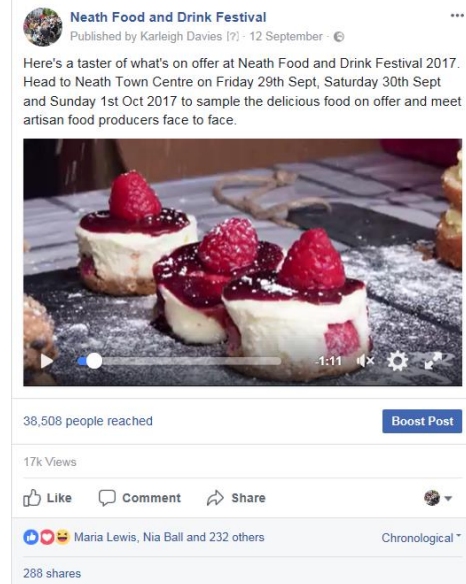 Neath Food and Drink Festival
Published by Karleigh Davies [?] · 12 September ·
Here's a taster of what's on offer at Neath Food and Drink Festival 2017.
Head to Neath Town Centre on Friday 29th Sept, Saturday 30th Sept
and Sunday 1st Oct 2017 to sample the delicious food on offer and meet
artisan food producers face to face.
-1:11
38,508 people reached
Boost Post
17k Views
Like Comment Share
Maria Lewis, Nia Ball and 232 others
Chronological
288 shares